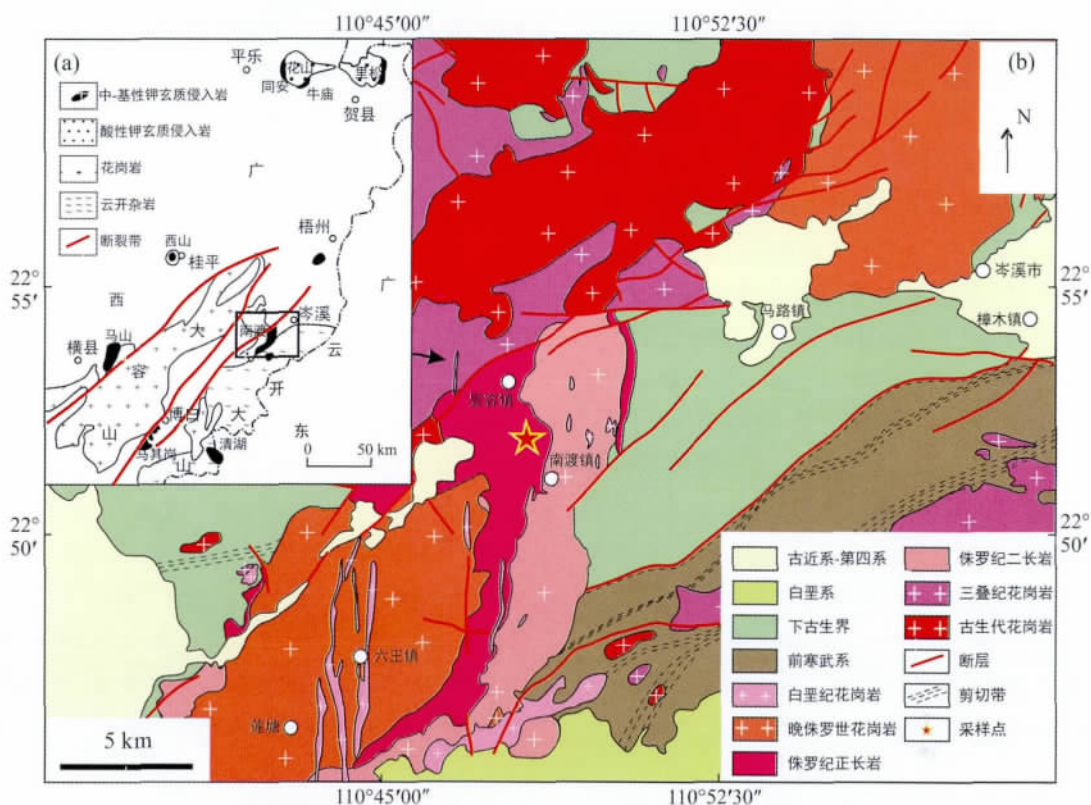 110°45′00″
110°52′30″
(a)
平乐
花山
里松
同安
牛庙
贺县
中-基性钾玄质侵入岩
酸性钾玄质侵入岩
花岗岩
云开杂岩
断裂带
广
西
梧州
西山
桂平
广
东
大
容
山
岑溪
南渡
马山
横县
云
开
大
山
博白
清湖
马其岗
0 50 km
(b)
N
22°
55′
22°
55′
岑溪市
马路镇
樟木镇
南渡镇
22°
50′
22°
50′
六王镇
莲塘
5 km
古近系-第四系
白垩系
下古生界
前寒武系
白垩纪花岗岩
晚侏罗世花岗岩
侏罗纪正长岩
侏罗纪二长岩
三叠纪花岗岩
古生代花岗岩
断层
剪切带
采样点
110°45′00″
110°52′30″